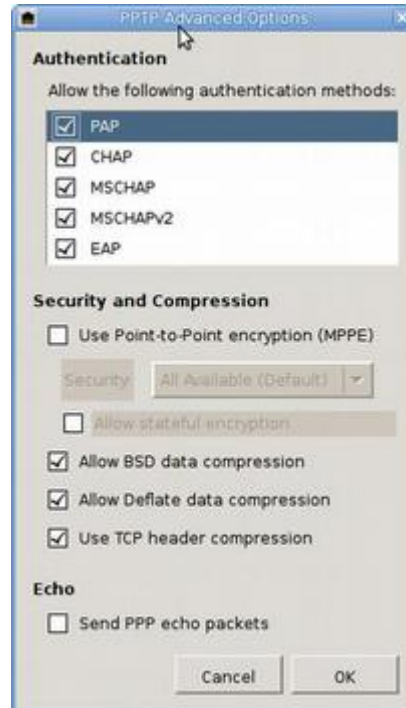 PPTP Advanced Options
Authentication
Allow the following authentication methods:
PAP
CHAP
MSCHAP
MSCHAPv2
EAP
Security and Compression
Use Point-to-Point encryption (MPPE)
Security All Available (Default)
Allow stateful encryption
Allow BSD data compression
Allow Deflate data compression
Use TCP header compression
Echo
Send PPP echo packets
Cancel OK